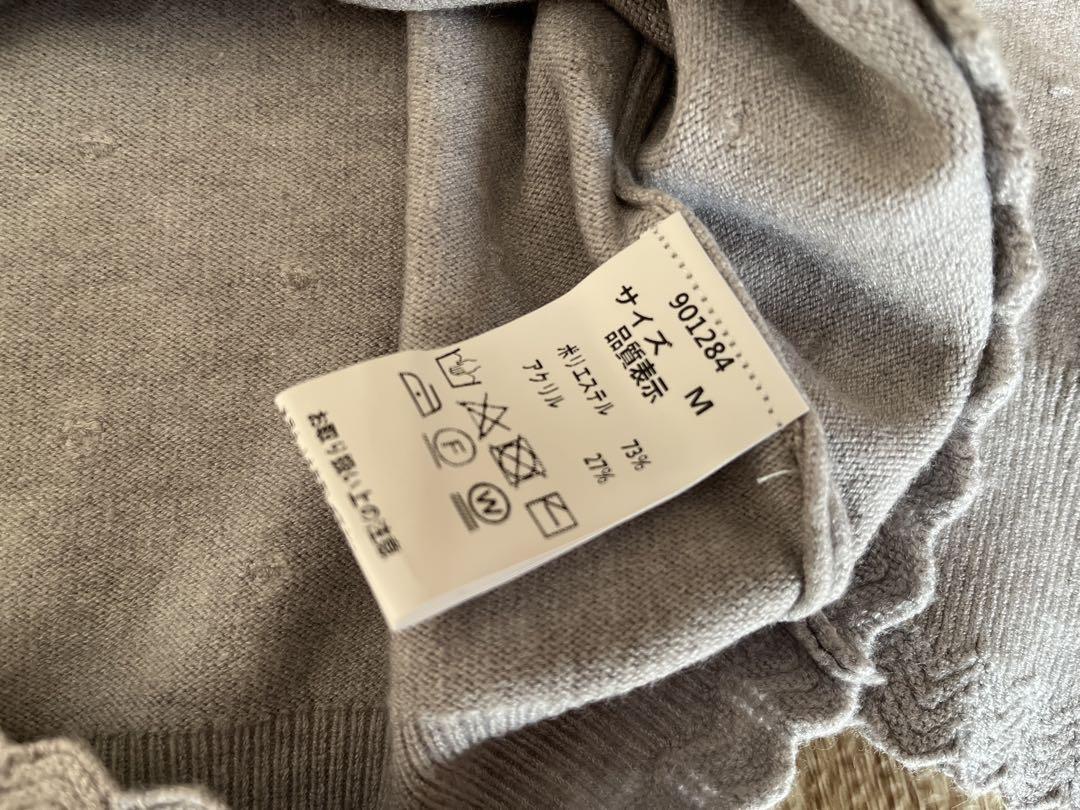 901284
サイズ M
品質表示
ポリエステル 73%
アクリル 27%
F
W
お取り扱い上の注意